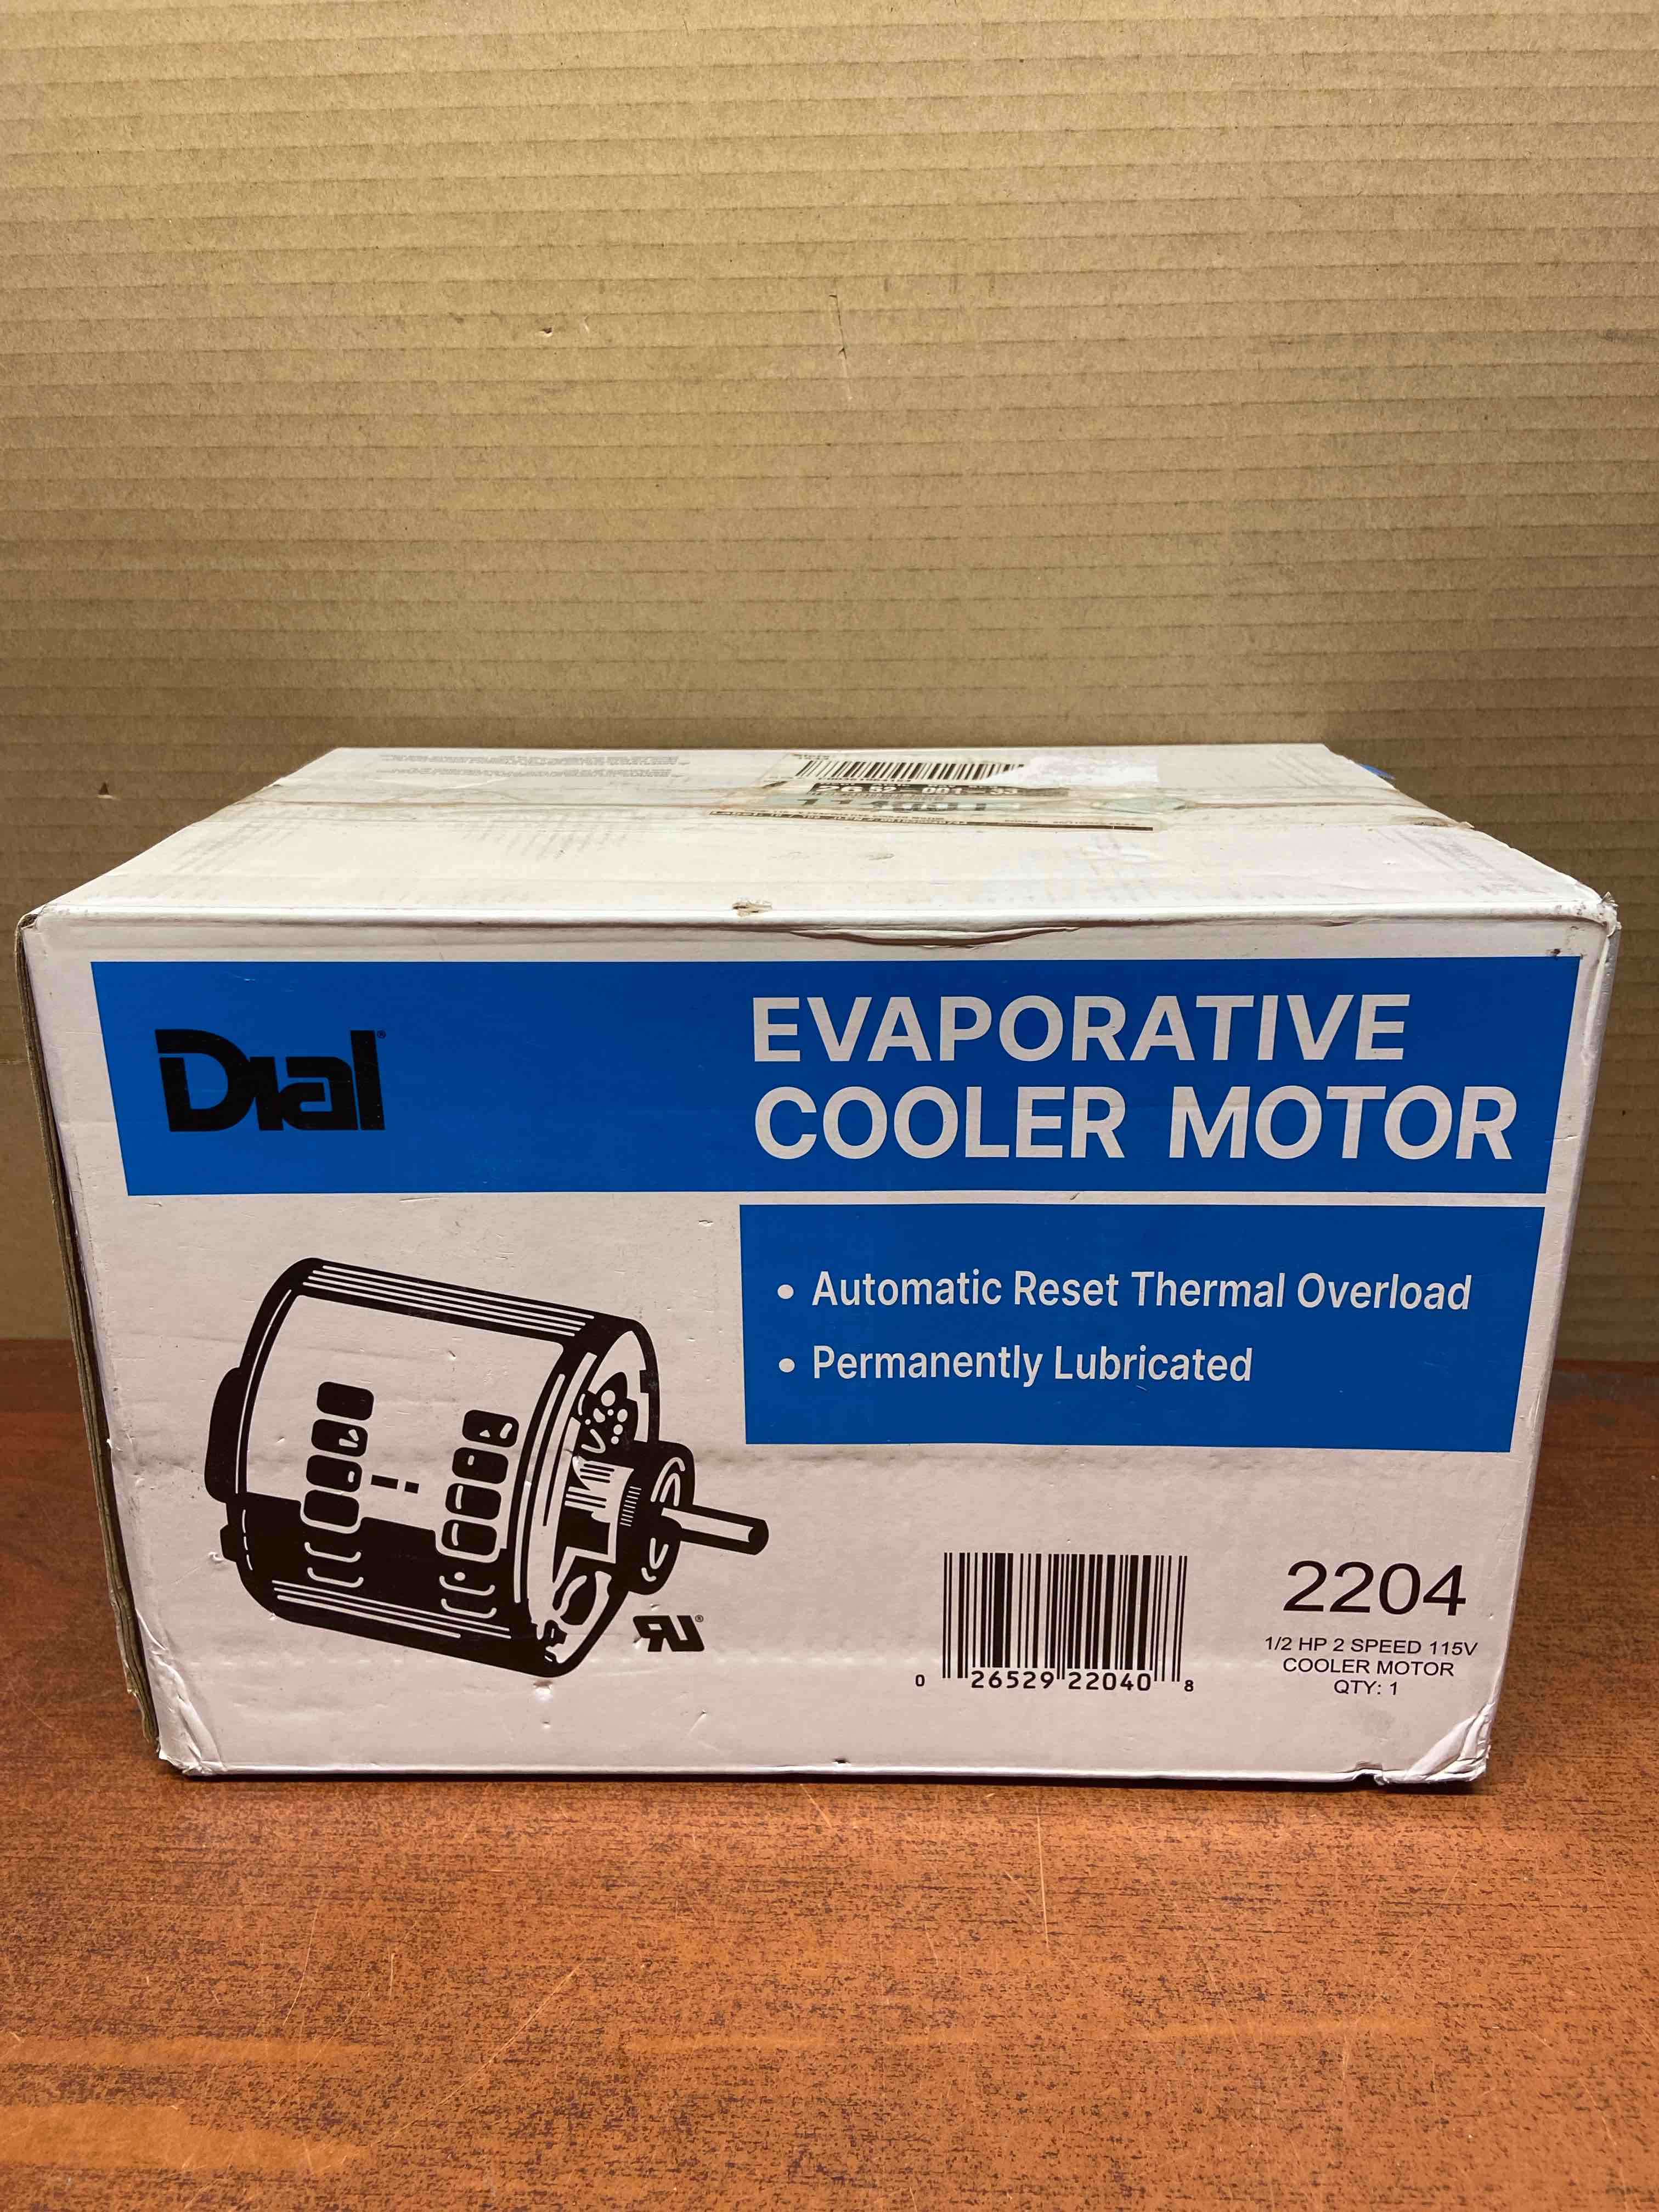 Dial®
EVAPORATIVE
COOLER MOTOR
• Automatic Reset Thermal Overload
• Permanently Lubricated
2204
1/2 HP 2 SPEED 115V
COOLER MOTOR
QTY: 1
0 26529 22040 8